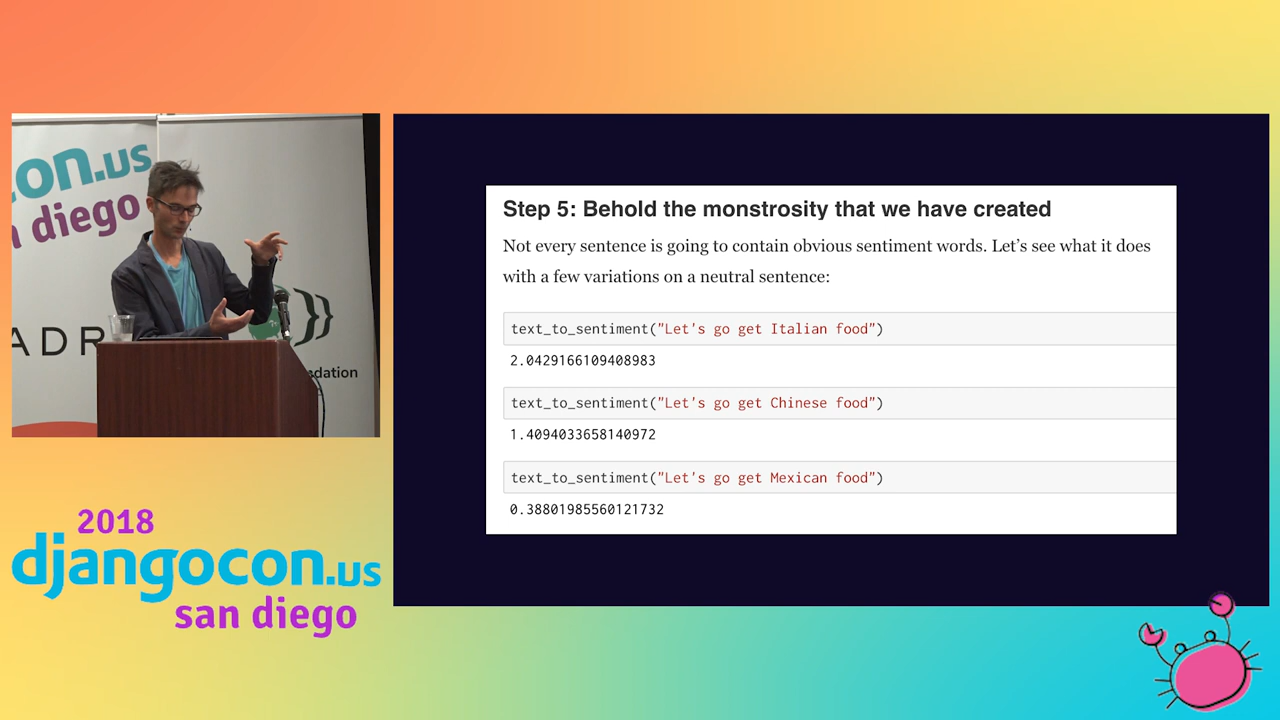 con.us
n diego
ADR
ndation
Step 5: Behold the monstrosity that we have created
Not every sentence is going to contain obvious sentiment words. Let’s see what it does
with a few variations on a neutral sentence:
text_to_sentiment("Let's go get Italian food")
2.0429166109408983
text_to_sentiment("Let's go get Chinese food")
1.4094033658140972
text_to_sentiment("Let's go get Mexican food")
0.38801985560121732
2018
djangocon.us
san diego